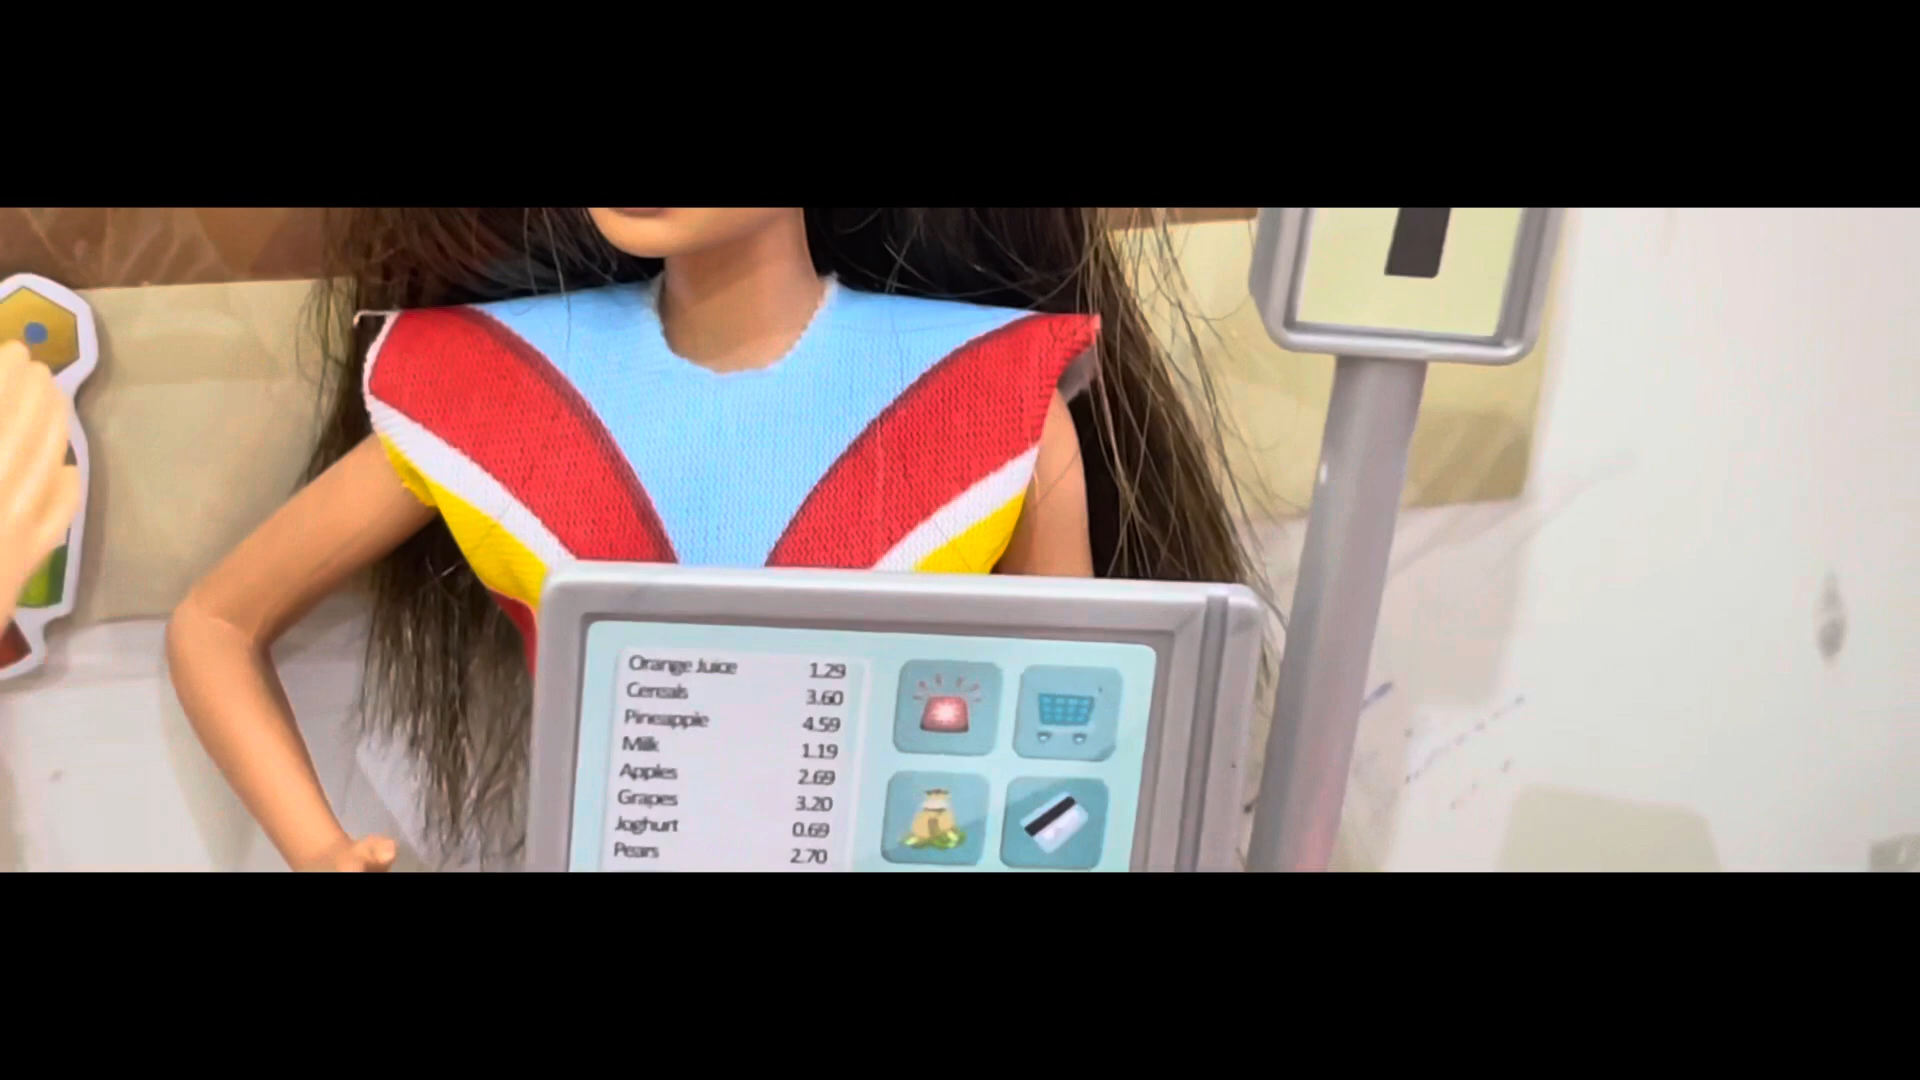 Orange Juice 1.29
Cereals 3.60
Pineapple 4.59
Milk 1.19
Apples 2.69
Grapes 3.20
Joghurt 0.69
Pears 2.70